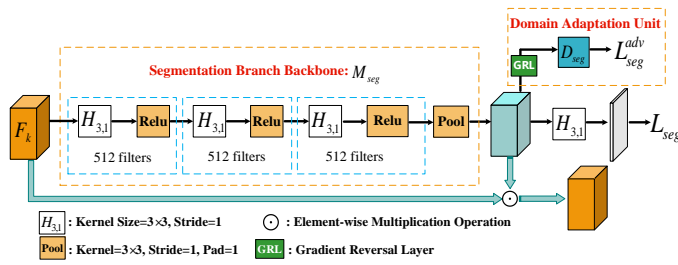 Domain Adaptation Unit
GRL
D_seg
L_seg^adv
Segmentation Branch Backbone: M_seg
F_k
H_3,1
Relu
H_3,1
Relu
H_3,1
Relu
Pool
H_3,1
L_seg
512 filters
512 filters
512 filters
H_3,1 : Kernel Size=3×3, Stride=1
⊙ : Element-wise Multiplication Operation
Pool : Kernel=3×3, Stride=1, Pad=1
GRL : Gradient Reversal Layer